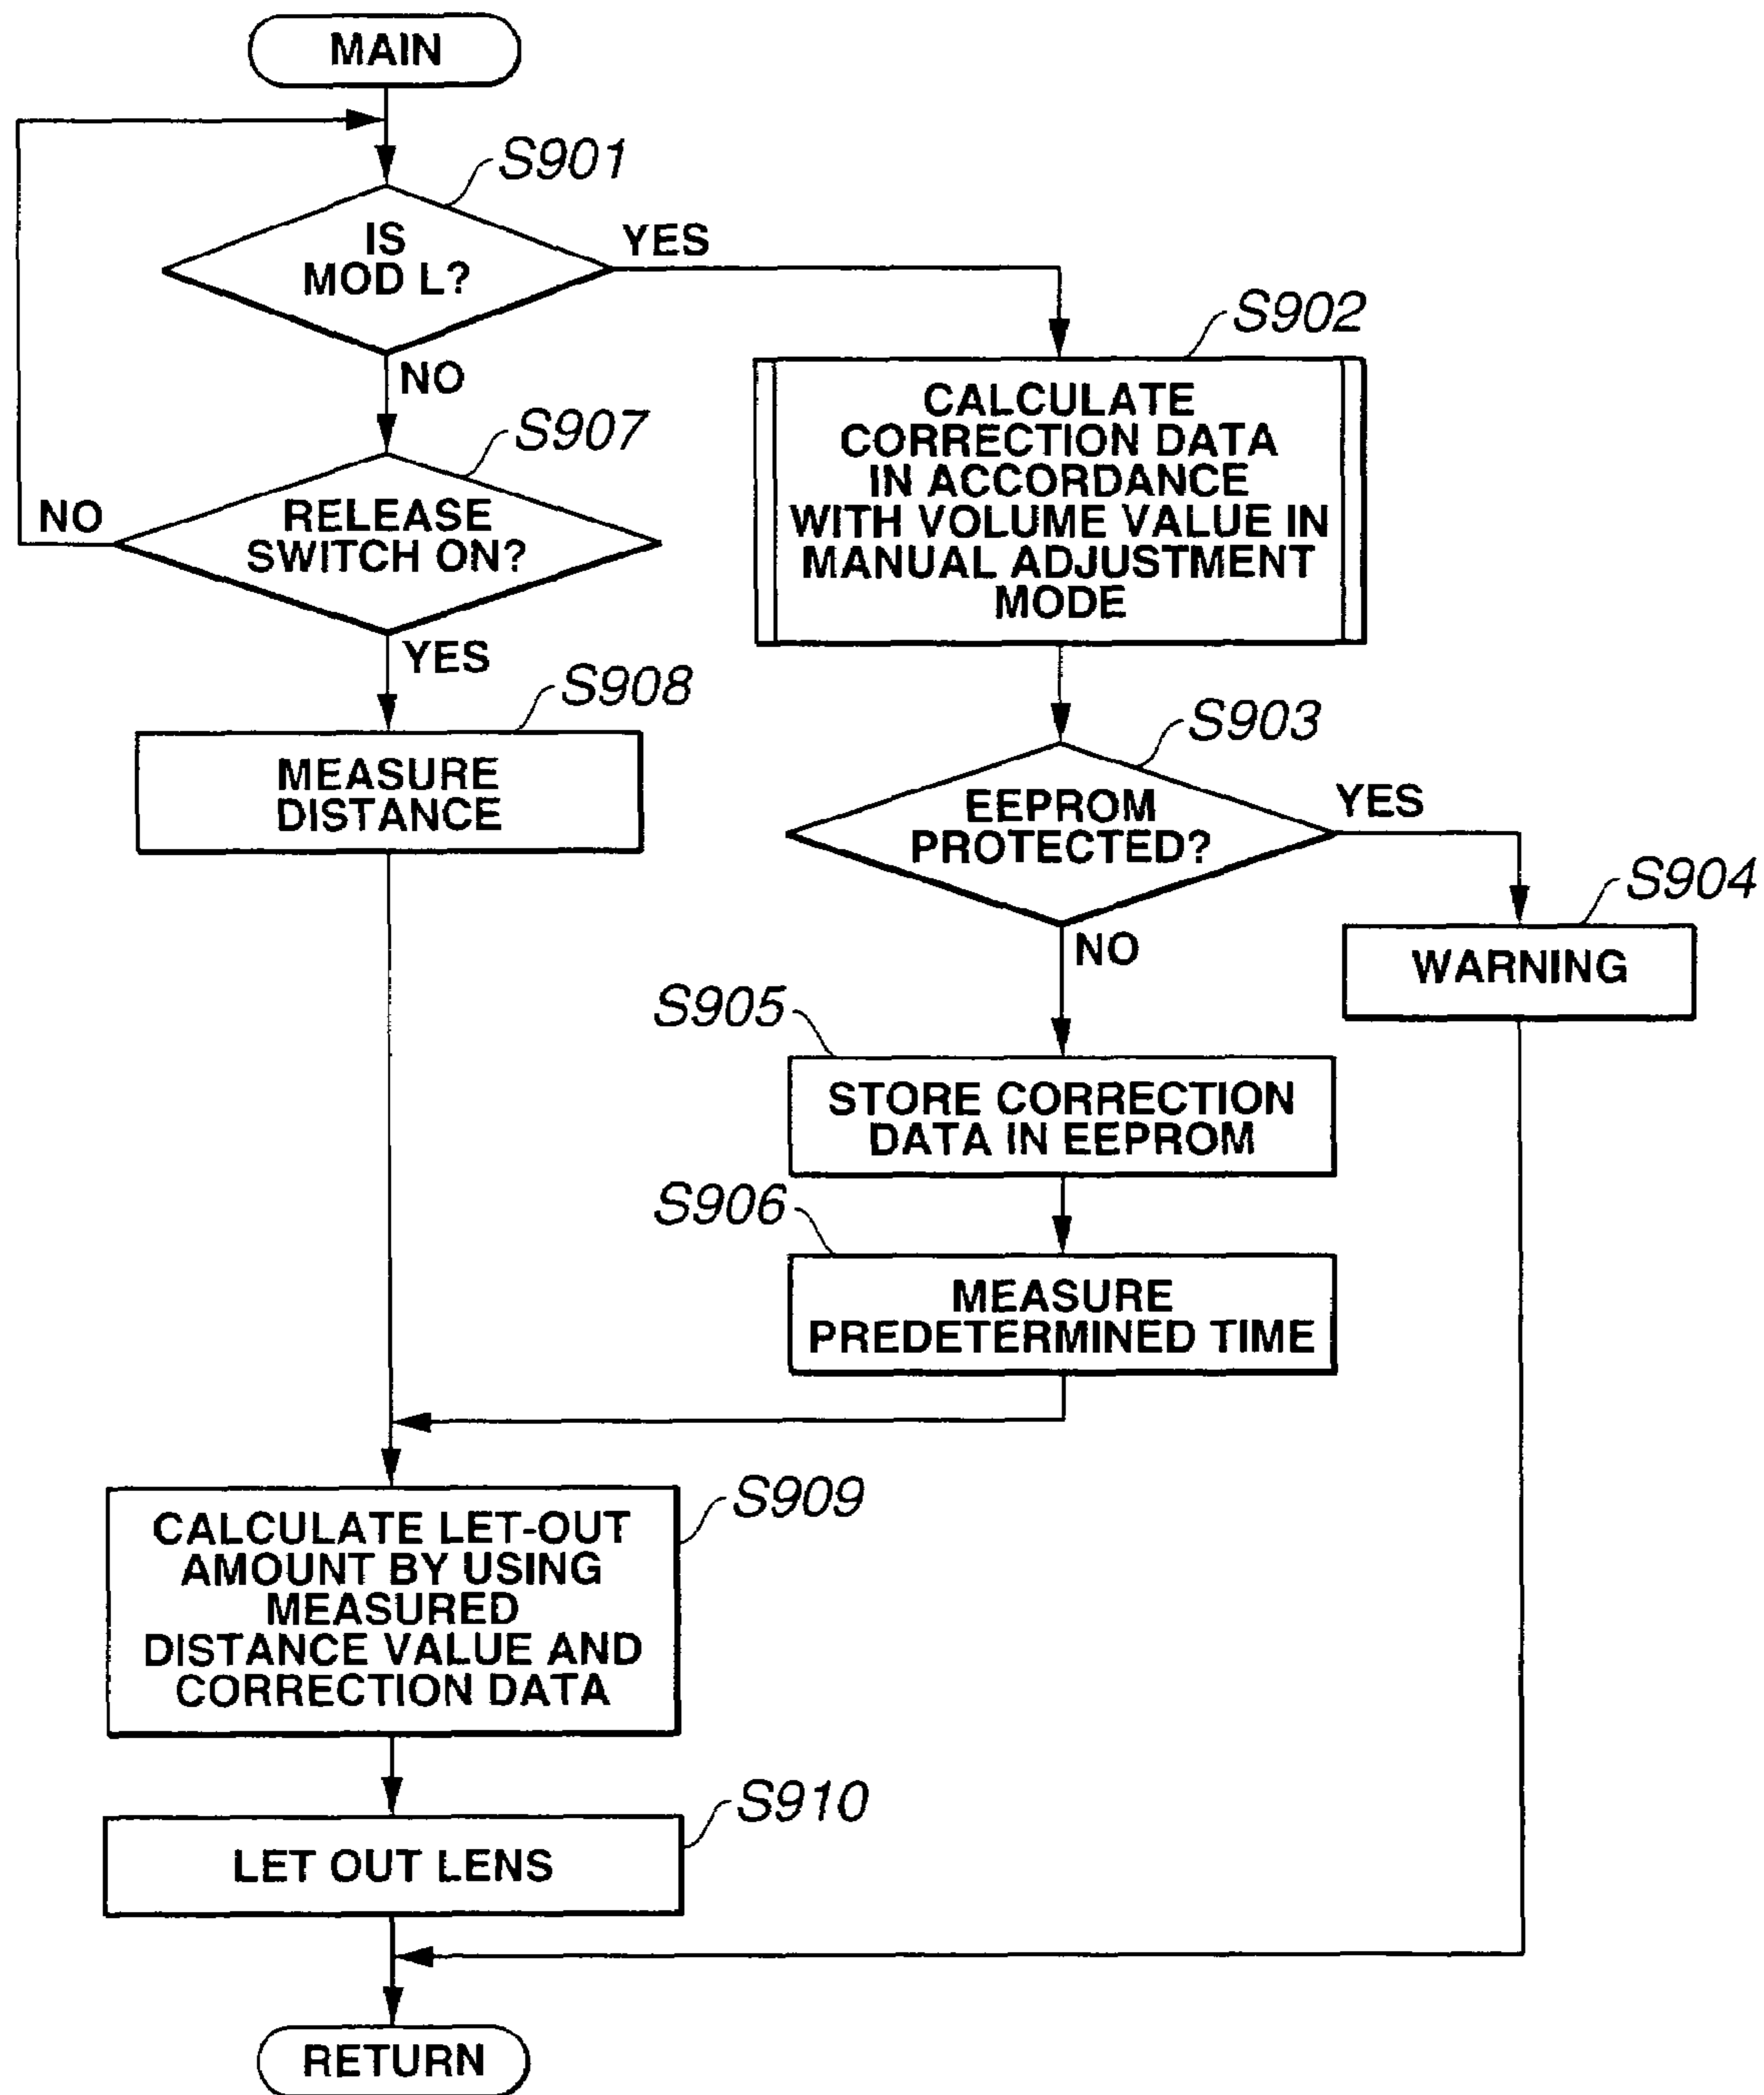 MAIN
S901
IS
MOD L?
YES
NO
S902
CALCULATE
CORRECTION DATA
IN ACCORDANCE
WITH VOLUME VALUE IN
MANUAL ADJUSTMENT
MODE
S907
RELEASE
SWITCH ON?
NO
YES
S908
MEASURE
DISTANCE
S903
EEPROM
PROTECTED?
YES
NO
S904
WARNING
S905
STORE CORRECTION
DATA IN EEPROM
S906
MEASURE
PREDETERMINED TIME
S909
CALCULATE LET-OUT
AMOUNT BY USING
MEASURED
DISTANCE VALUE AND
CORRECTION DATA
S910
LET OUT LENS
RETURN